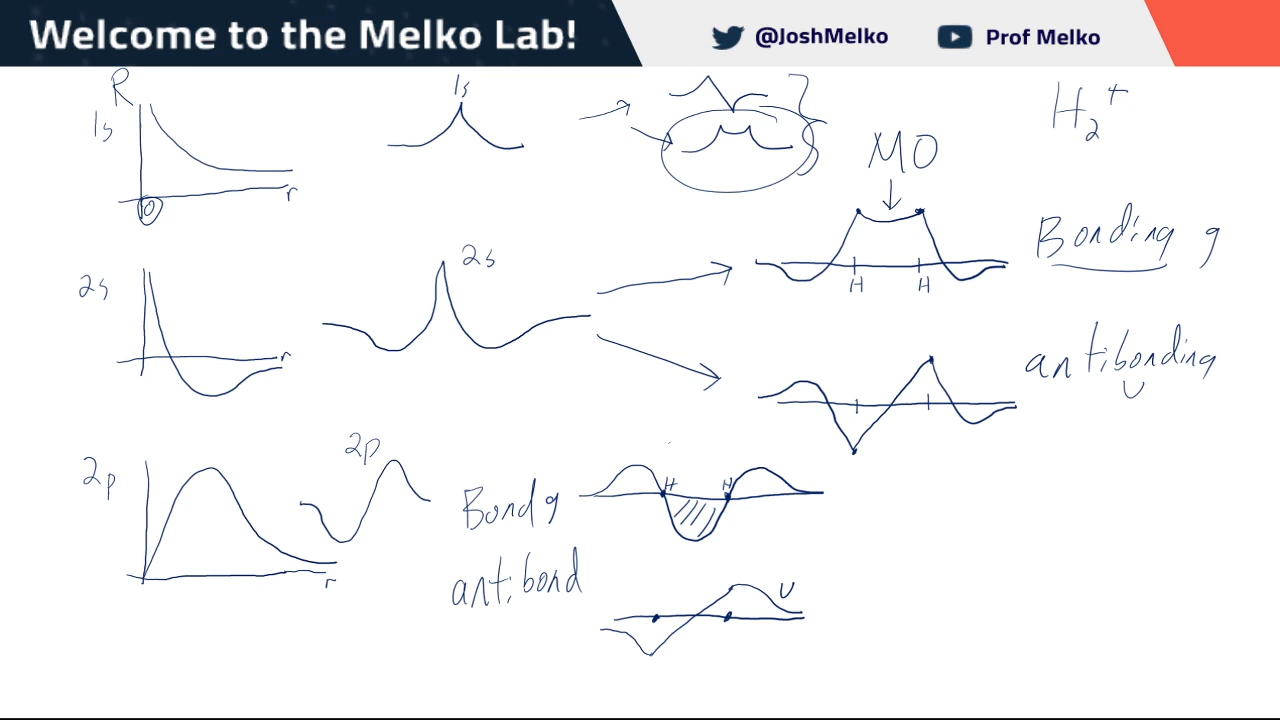 Welcome to the Melko Lab!
@JoshMelko
Prof Melko
R
1s
0
r
1s
H2+
MO
H H
Bonding g
2s
r
2s
antibonding
u
2p
r
2p
Bond g
H H
antibond
u